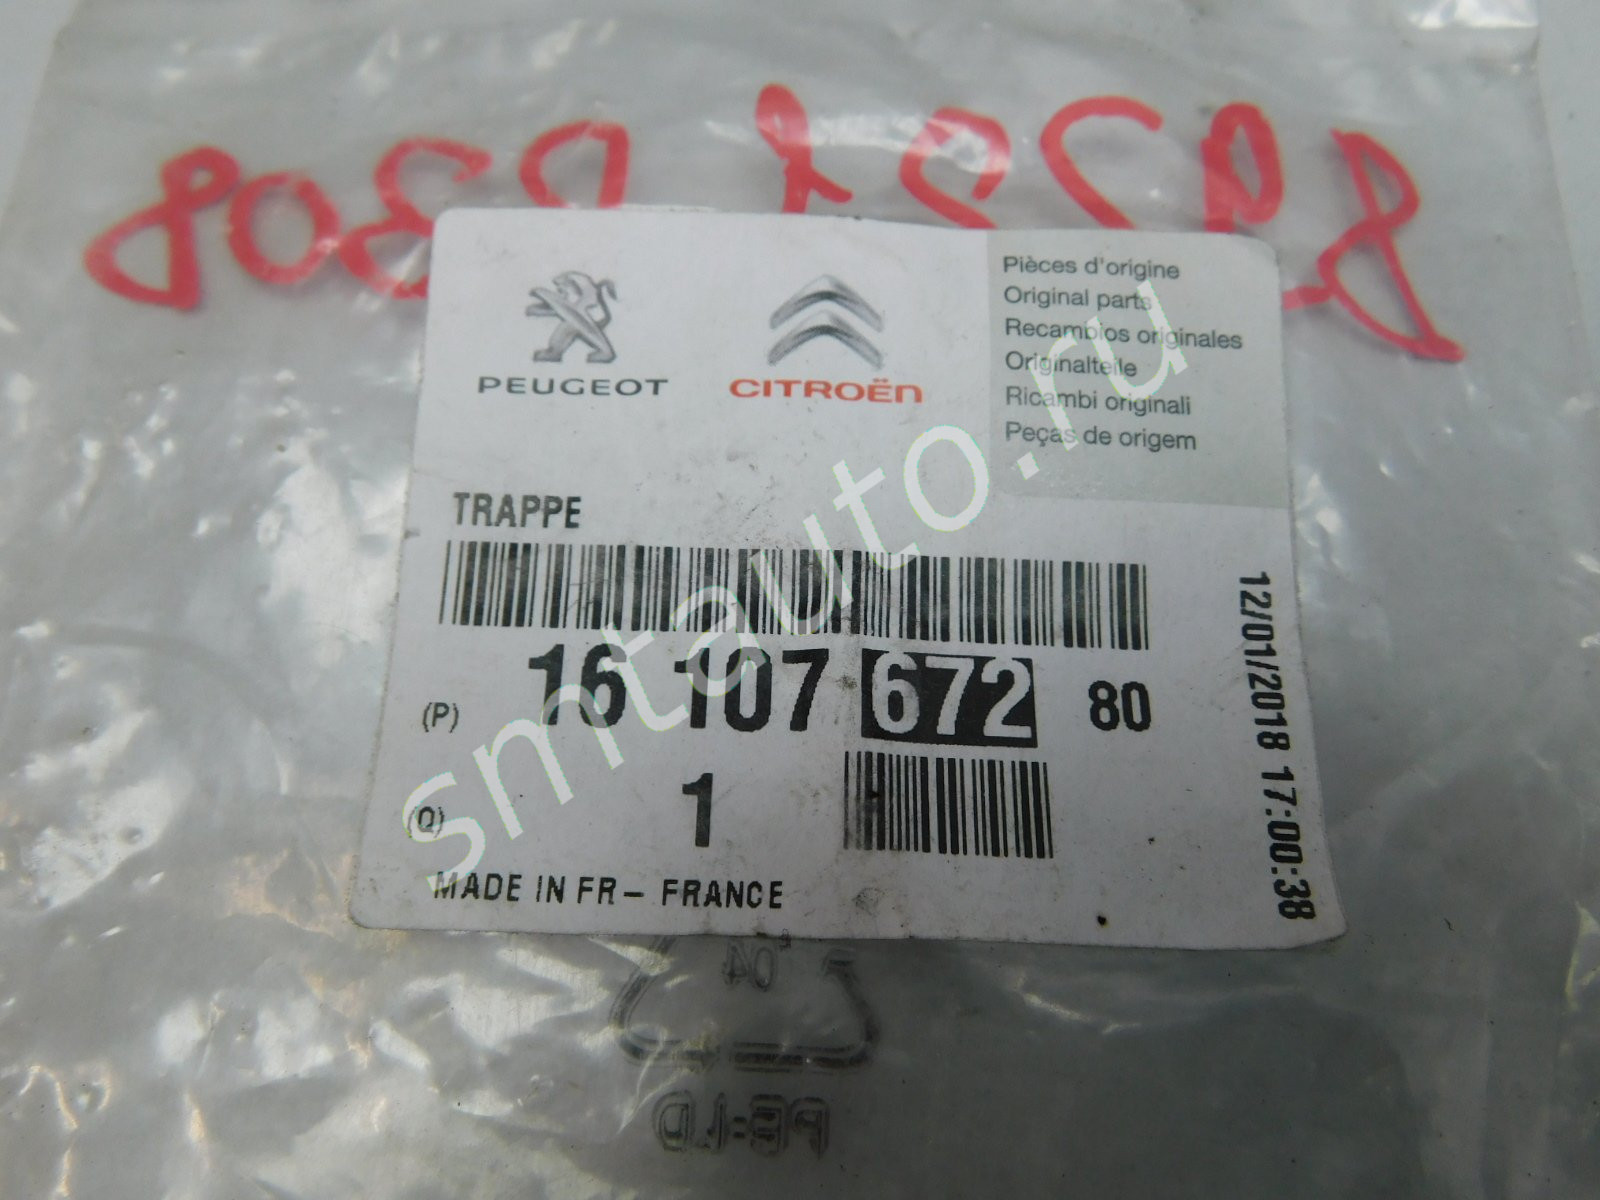 PEUGEOT
CITROËN
Pièces d'origine
Original parts
Recambios originales
Originalteile
Ricambi originali
Peças de origem
TRAPPE
(P) 16 107 672 80
(Q) 1
MADE IN FR - FRANCE
12/01/2018 17:00:38
smtauto.ru
04